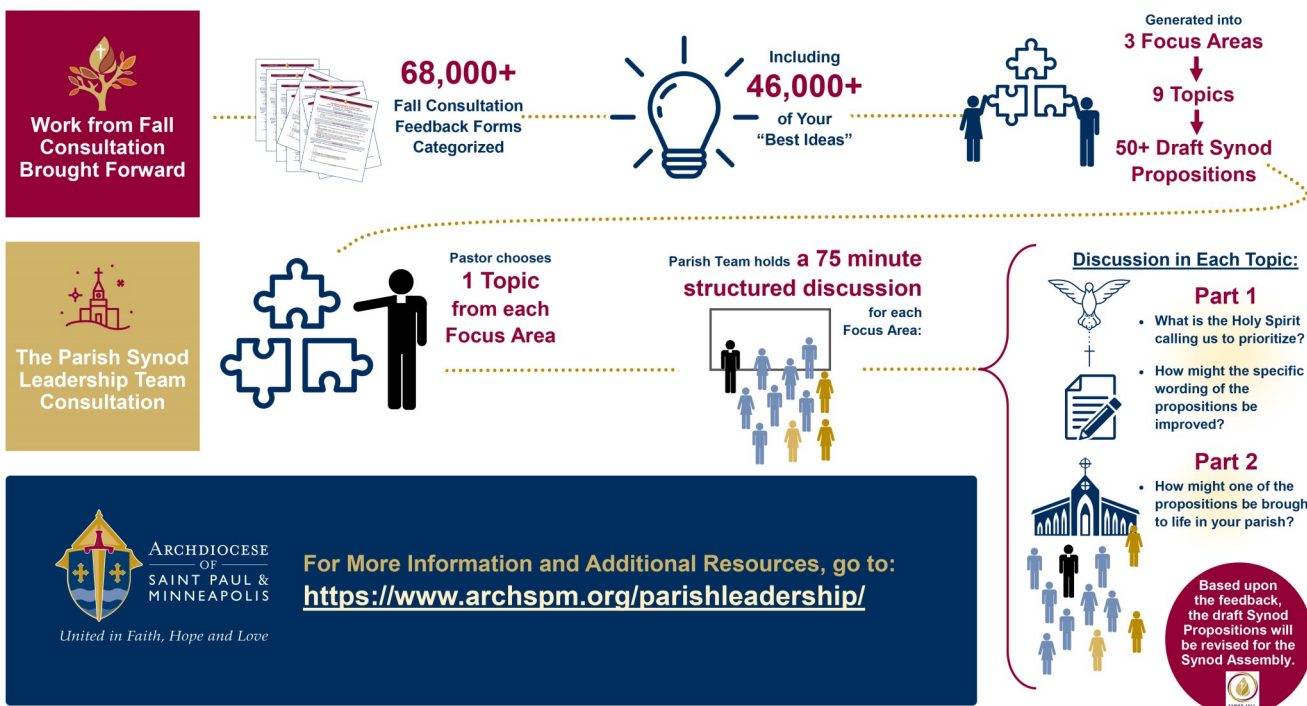 Work from Fall
Consultation
Brought Forward
68,000+
Fall Consultation
Feedback Forms
Categorized
Including
46,000+
of Your
“Best Ideas”
Generated into
3 Focus Areas
9 Topics
50+ Draft Synod
Propositions
The Parish Synod
Leadership Team
Consultation
Pastor chooses
1 Topic
from each
Focus Area
Parish Team holds a 75 minute
structured discussion
for each
Focus Area:
Discussion in Each Topic:
Part 1
• What is the Holy Spirit
calling us to prioritize?
• How might the specific
wording of the
propositions be
improved?
Part 2
• How might one of the
propositions be brought
to life in your parish?
Based upon
the feedback,
the draft Synod
Propositions will
be revised for the
Synod Assembly.
ARCHDIOCESE
OF
SAINT PAUL &
MINNEAPOLIS
United in Faith, Hope and Love
For More Information and Additional Resources, go to:
https://www.archspm.org/parishleadership/